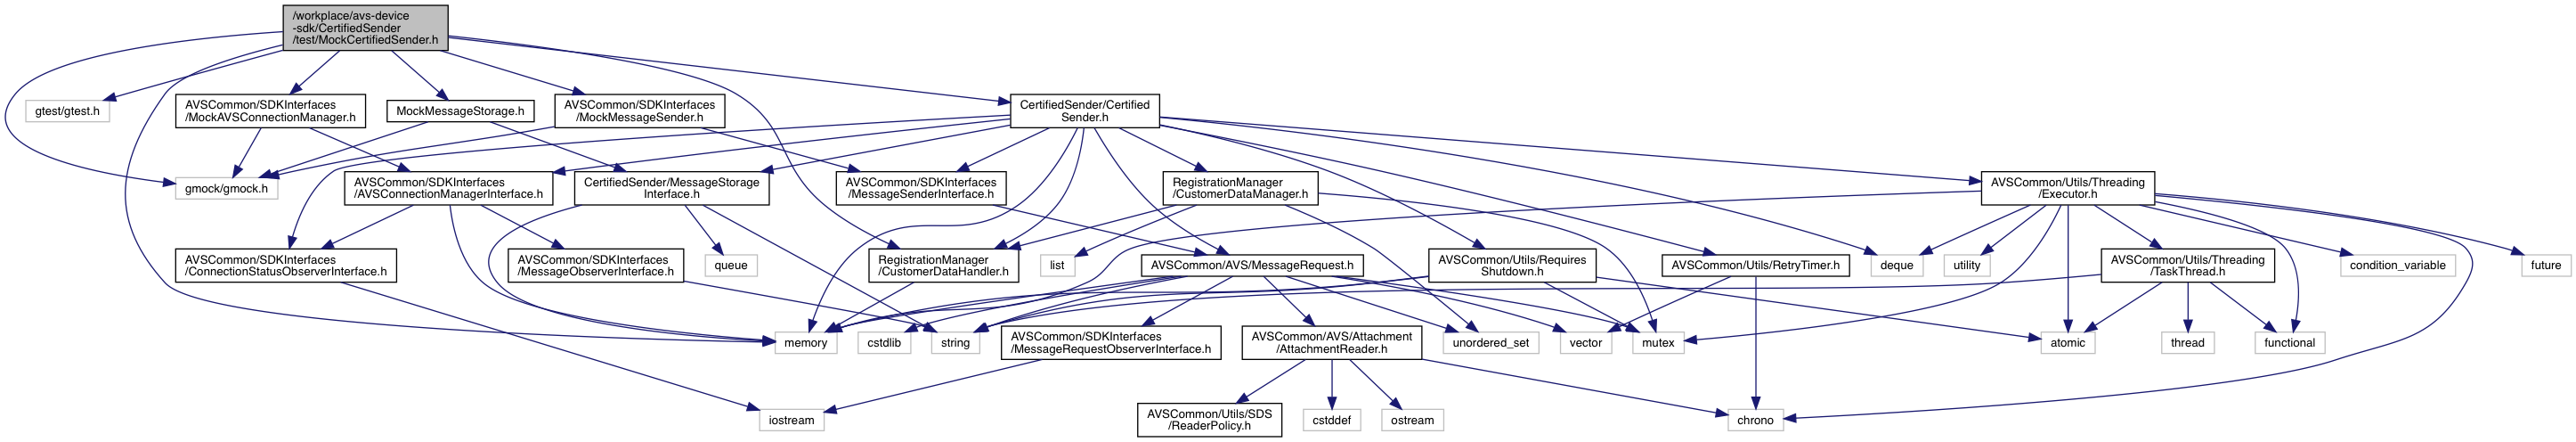 /workplace/avs-device
-sdk/CertifiedSender
/test/MockCertifiedSender.h
gtest/gtest.h
AVSCommon/SDKInterfaces
/MockAVSConnectionManager.h
MockMessageStorage.h
AVSCommon/SDKInterfaces
/MockMessageSender.h
CertifiedSender/Certified
Sender.h
gmock/gmock.h
AVSCommon/SDKInterfaces
/AVSConnectionManagerInterface.h
CertifiedSender/MessageStorage
Interface.h
AVSCommon/SDKInterfaces
/MessageSenderInterface.h
RegistrationManager
/CustomerDataManager.h
AVSCommon/Utils/Threading
/Executor.h
AVSCommon/SDKInterfaces
/ConnectionStatusObserverInterface.h
AVSCommon/SDKInterfaces
/MessageObserverInterface.h
queue
RegistrationManager
/CustomerDataHandler.h
list
AVSCommon/AVS/MessageRequest.h
AVSCommon/Utils/Requires
Shutdown.h
AVSCommon/Utils/RetryTimer.h
deque
utility
AVSCommon/Utils/Threading
/TaskThread.h
condition_variable
future
memory
cstdlib
string
AVSCommon/SDKInterfaces
/MessageRequestObserverInterface.h
AVSCommon/AVS/Attachment
/AttachmentReader.h
unordered_set
vector
mutex
atomic
thread
functional
iostream
AVSCommon/Utils/SDS
/ReaderPolicy.h
cstddef
ostream
chrono